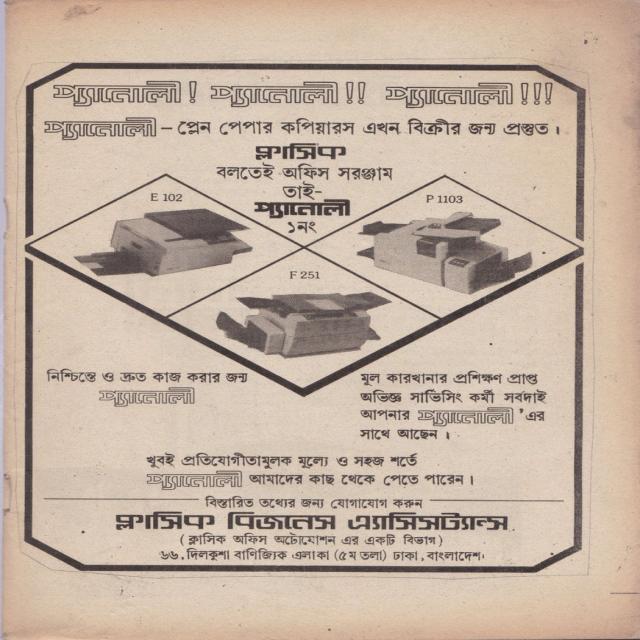 প্যানোলী! প্যানোলী!! প্যানোলী!!!
প্যানোলী – প্লেন পেপার কপিয়ারস এখন বিক্রীর জন্য প্রস্তুত।
ক্লাসিক
বলতেই অফিস সরঞ্জাম
তাই-
প্যানোলী
১নং
E 102
P 1103
F 251
নিশ্চিন্তে ও দ্রুত কাজ করার জন্য
প্যানোলী
মূল কারখানার প্রশিক্ষণ প্রাপ্ত
অভিজ্ঞ সার্ভিসিং কর্মী সবদাই
আপনার প্যানোলী 'এর
সাথে আছেন।
খুবই প্রতিযোগীতামুলক মূল্যে ও সহজ শর্তে
প্যানোলী আমাদের কাছ থেকে পেতে পারেন।
বিস্তারিত তথ্যের জন্য যোগাযোগ করুন
ক্লাসিক বিজনেস এ্যাসিসট্যান্স
(ক্লাসিক অফিস অটোমোশন এর একটি বিভাগ)
৬৬, দিলকুশা বাণিজ্যিক এলাকা (৫ম তলা) ঢাকা, বাংলাদেশ।